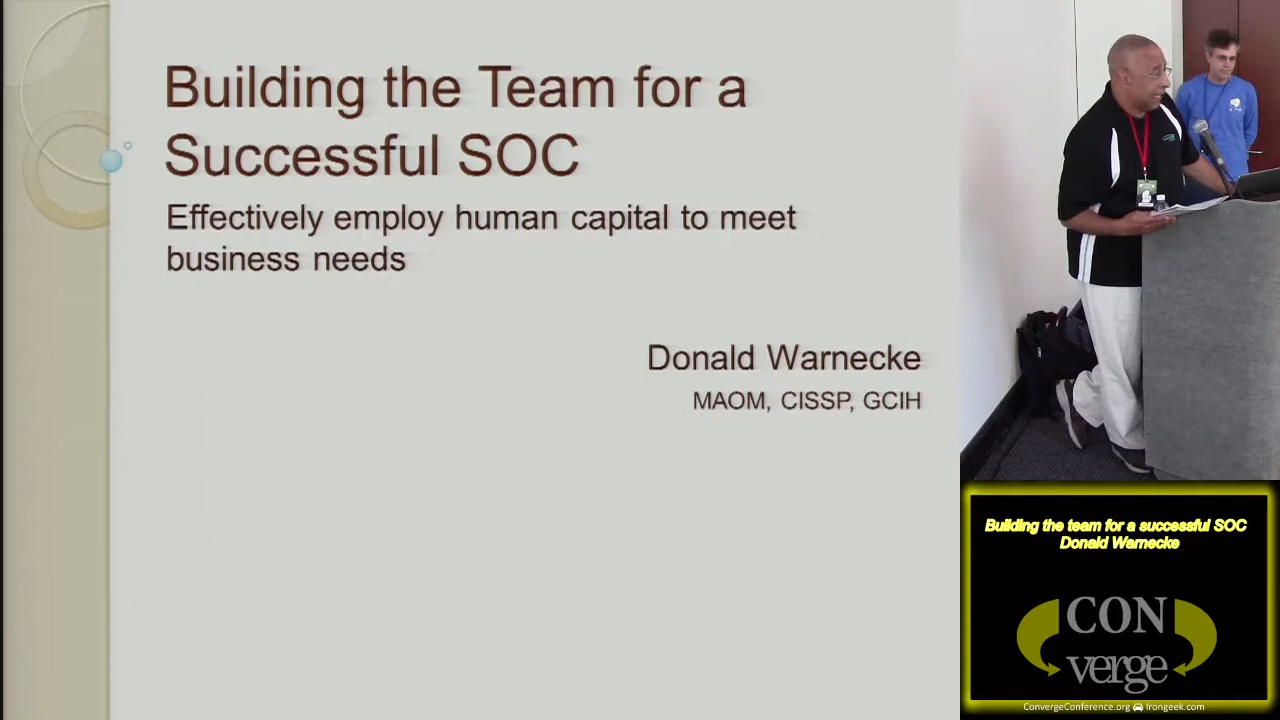 Building the Team for a
Successful SOC
Effectively employ human capital to meet
business needs
Donald Warnecke
MAOM, CISSP, GCIH
Building the team for a successful SOC
Donald Warnecke
CON
verge
ConvergeConference.org Irongeek.com